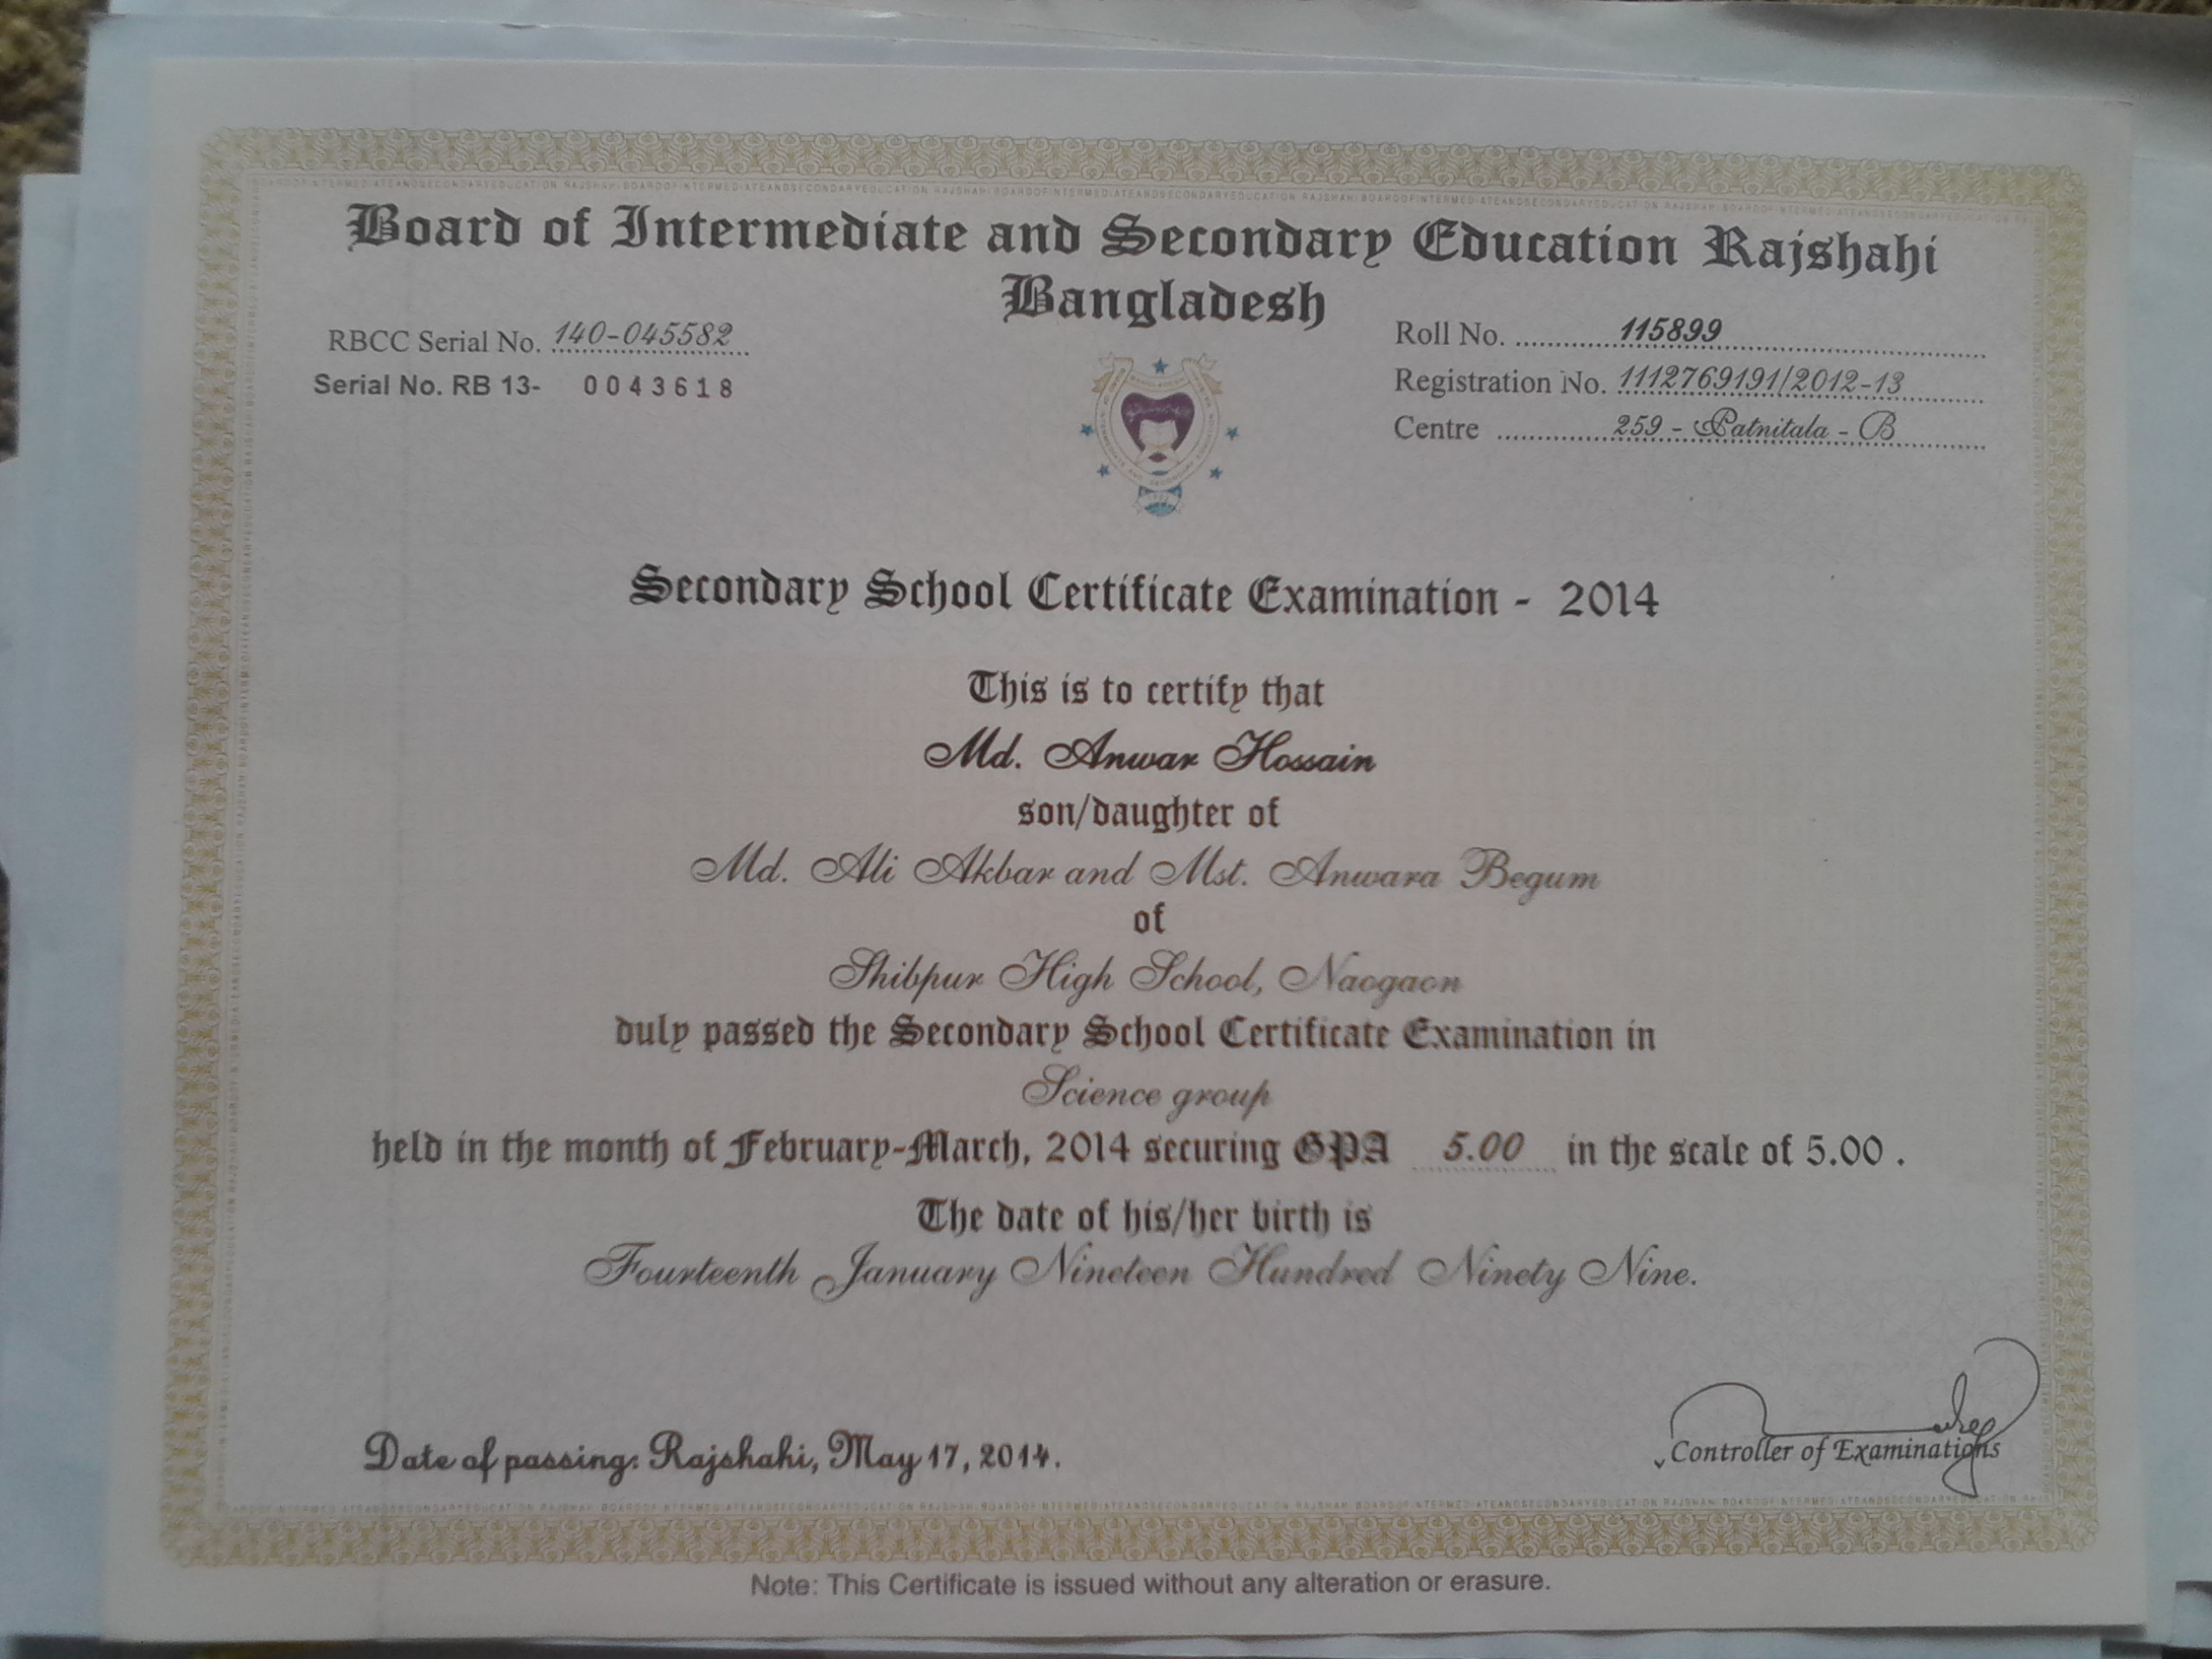 Board of Intermediate and Secondary Education Rajshahi
Bangladesh
RBCC Serial No. 140-045582
Serial No. RB 13- 0043618
Roll No. 115899
Registration No. 1112769191/2012-13
Centre 259 - Patnitala - B
Secondary School Certificate Examination - 2014
This is to certify that
Md. Anwar Hossain
son/daughter of
Md. Ali Akbar and Mst. Anwara Begum
of
Shibpur High School, Naogaon
duly passed the Secondary School Certificate Examination in
Science group
held in the month of February-March, 2014 securing GPA 5.00 in the scale of 5.00 .
The date of his/her birth is
Fourteenth January Nineteen Hundred Ninety Nine.
Date of passing: Rajshahi, May 17, 2014.
Controller of Examinations
Note: This Certificate is issued without any alteration or erasure.